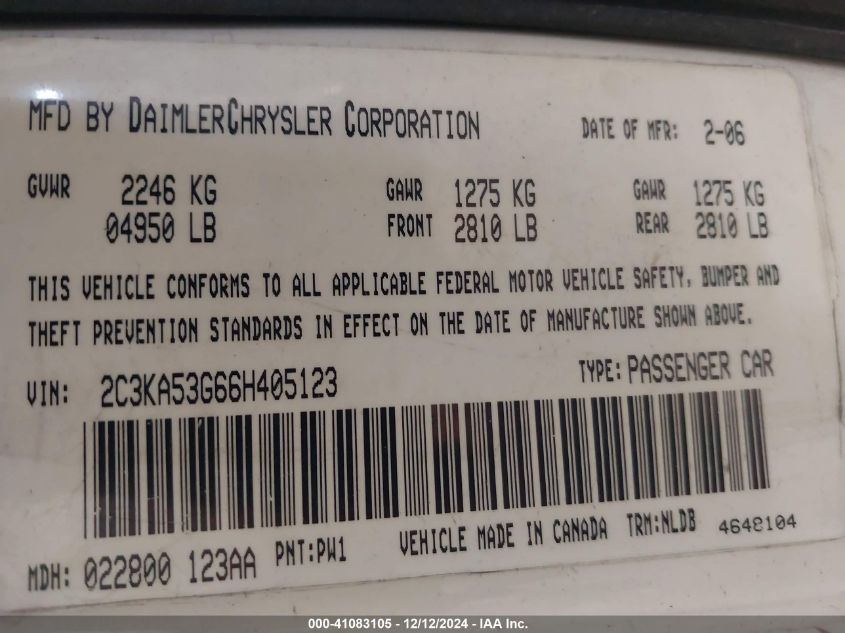 MFD BY DAIMLERCHRYSLER CORPORATION DATE OF MFR: 2-06
GVWR 2246 KG GAWR 1275 KG GAWR 1275 KG
04950 LB FRONT 2810 LB REAR 2810 LB
THIS VEHICLE CONFORMS TO ALL APPLICABLE FEDERAL MOTOR VEHICLE SAFETY, BUMPER AND
THEFT PREVENTION STANDARDS IN EFFECT ON THE DATE OF MANUFACTURE SHOWN ABOVE.
VIN: 2C3KA53G66H405123 TYPE: PASSENGER CAR
MDH: 022800 123AA PNT:PW1 VEHICLE MADE IN CANADA TRM:NLDB 4648104
000-41083105 - 12/12/2024 - IAA Inc.